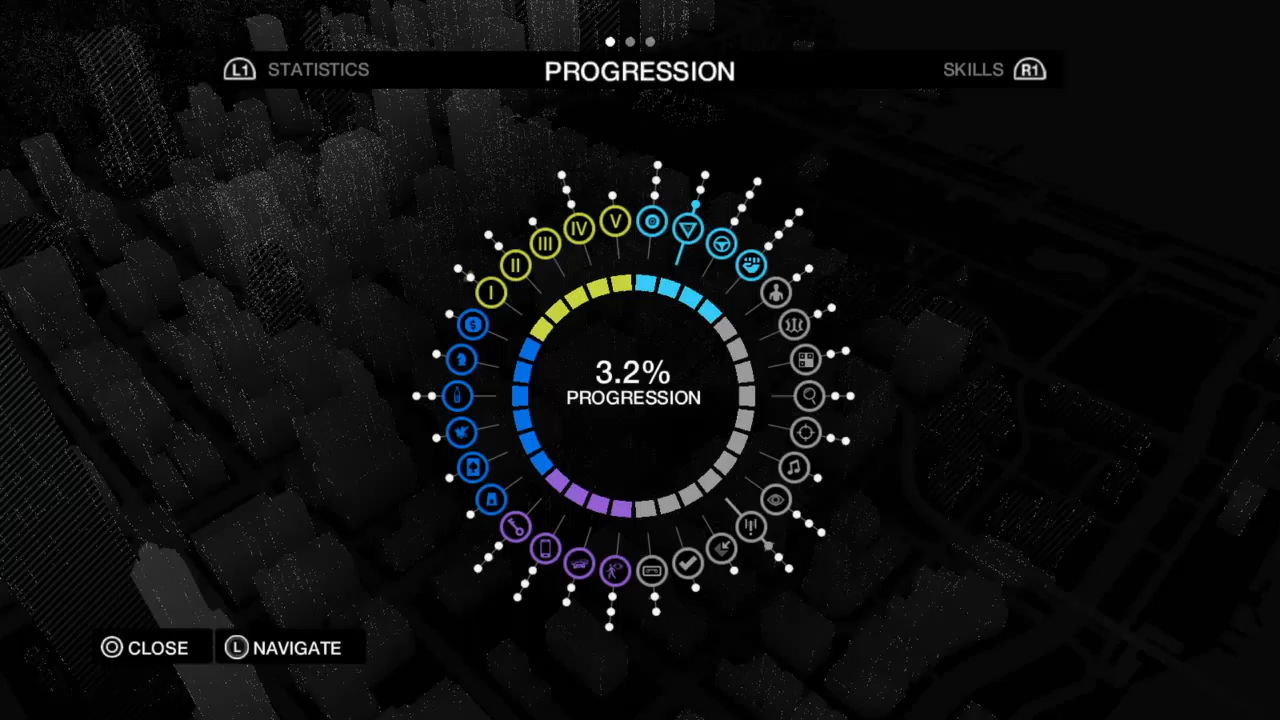 L1 STATISTICS
PROGRESSION
SKILLS R1
I
II
III
IV
V
3.2%
PROGRESSION
CLOSE
L NAVIGATE